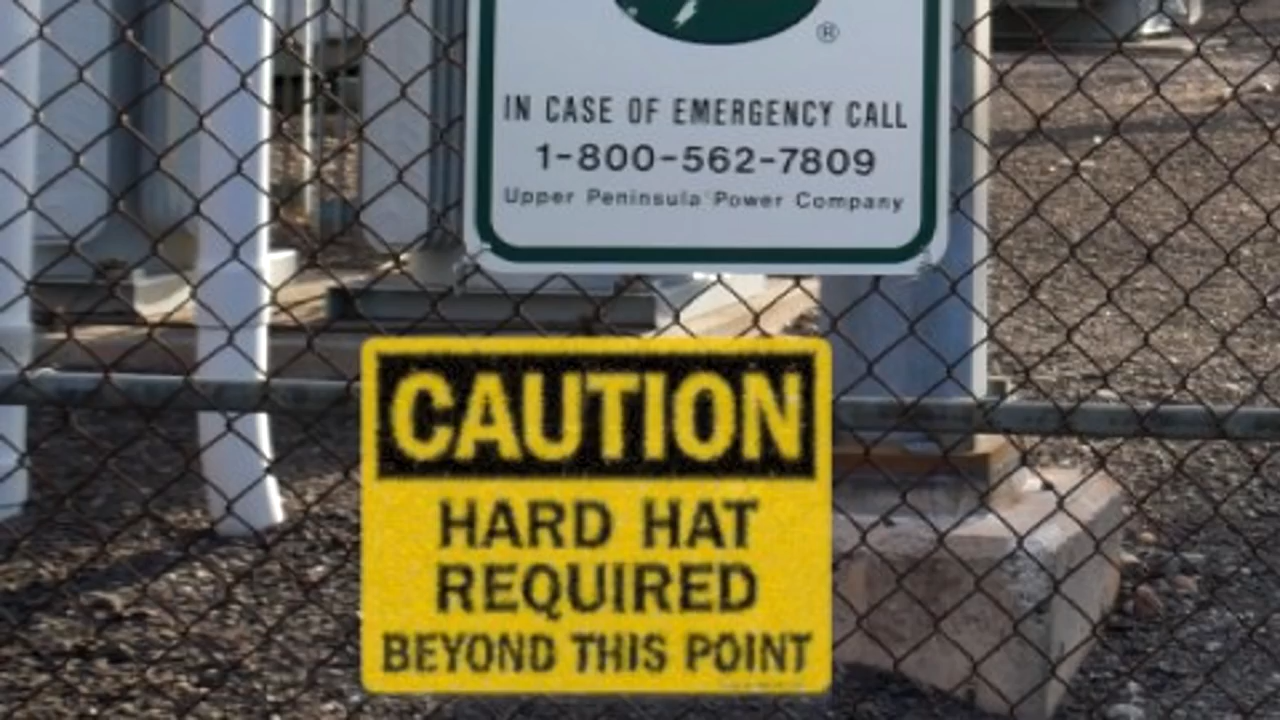 ®
IN CASE OF EMERGENCY CALL
1-800-562-7809
Upper Peninsula Power Company
CAUTION
HARD HAT
REQUIRED
BEYOND THIS POINT